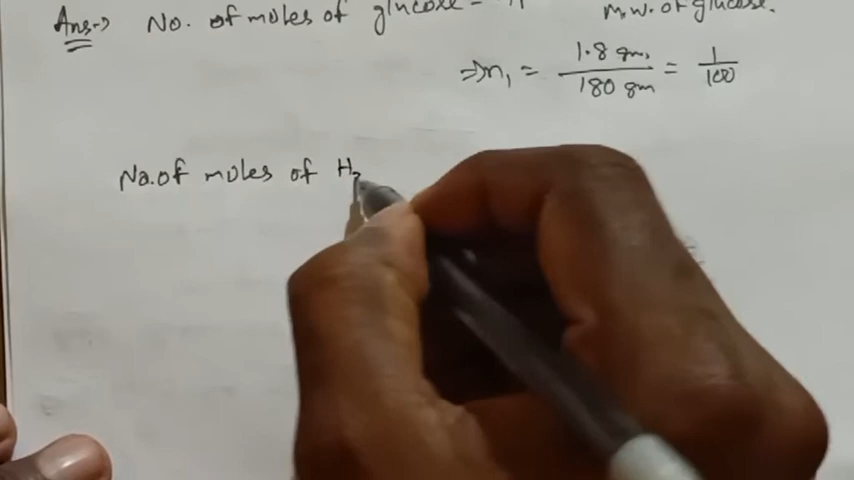 Ans→ No. of moles of glucose = M.W. of glucose.
⇒ n₁ = 1.8 gm / 180 gm = 1 / 100
No. of moles of H₂